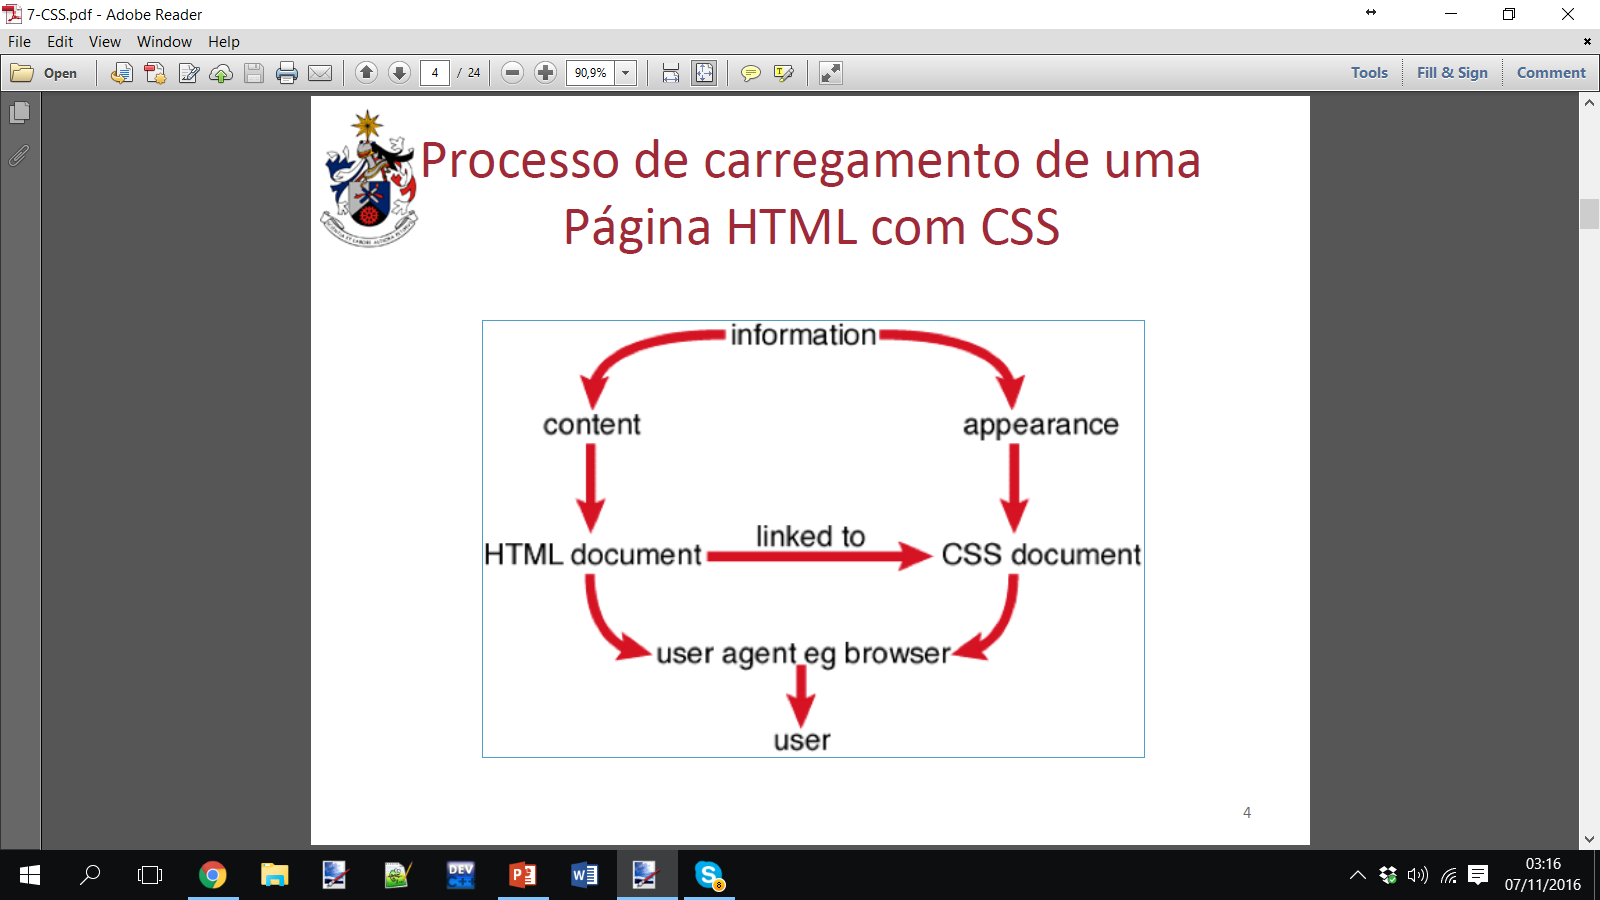 7-CSS.pdf - Adobe Reader
File Edit View Window Help
Open 4 / 24 90,9% Tools Fill & Sign Comment
Processo de carregamento de uma
Página HTML com CSS
information
content appearance
linked to
HTML document CSS document
user agent eg browser
user
4
DEV C++ 8
03:16
07/11/2016